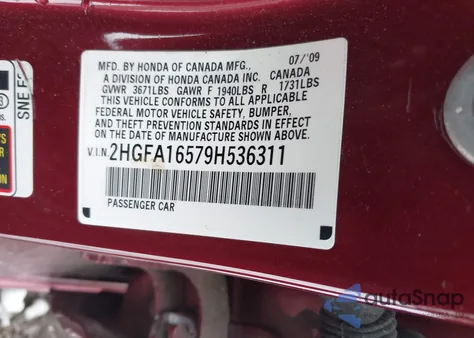 07/'09
MFD. BY HONDA OF CANADA MFG.,
A DIVISION OF HONDA CANADA INC. CANADA
GVWR 3671LBS GAWR F 1940LBS R 1731LBS
THIS VEHICLE CONFORMS TO ALL APPLICABLE
FEDERAL MOTOR VEHICLE SAFETY, BUMPER,
AND THEFT PREVENTION STANDARDS IN EFFECT
ON THE DATE OF MANUFACTURE SHOWN ABOVE.
V.I.N. 2HGFA16579H536311
PASSENGER CAR
autoSnap